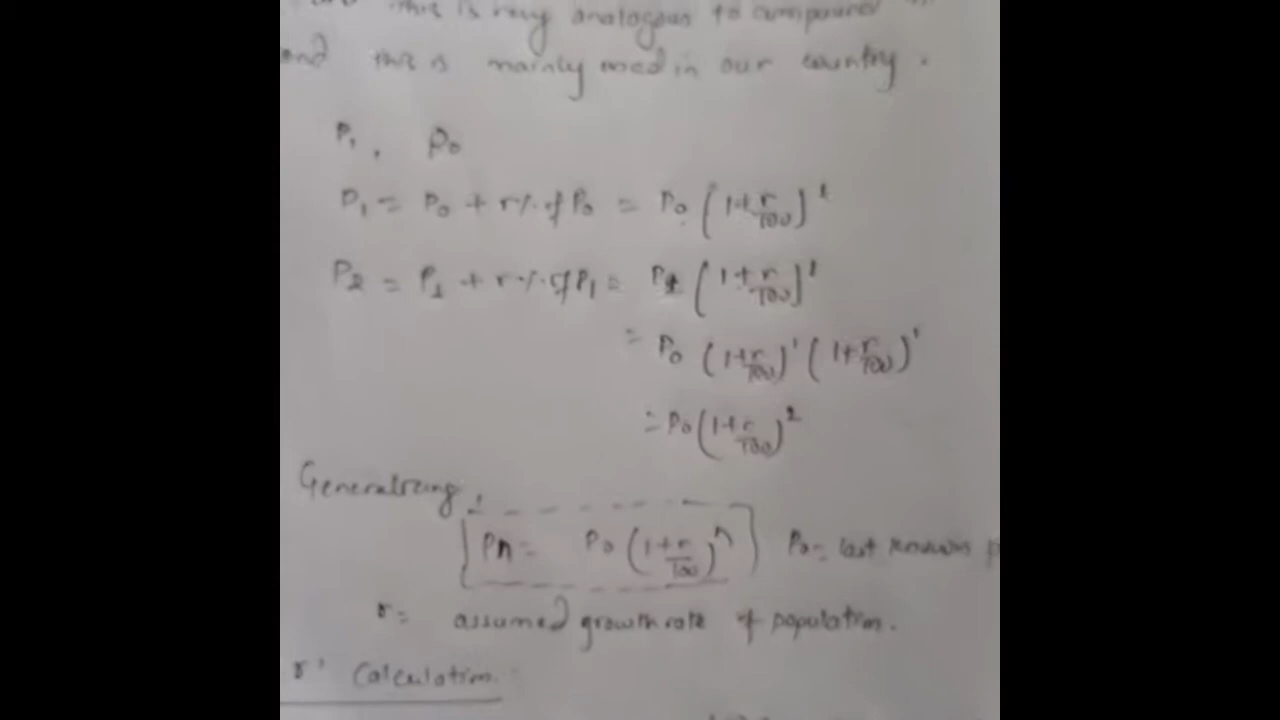 this is very analogous to compound
and this is mainly used in our country.
P₁, P₀
P₁ = P₀ + r% of P₀ = P₀ (1+r/100)¹
P₂ = P₁ + r% of P₁ = P₁ (1+r/100)¹
= P₀ (1+r/100)¹ (1+r/100)¹
= P₀ (1+r/100)²
Generalizing,
Pn = P₀ (1+r/100)ⁿ P₀ = last known
r = assumed growth rate of population.
r' Calculation.